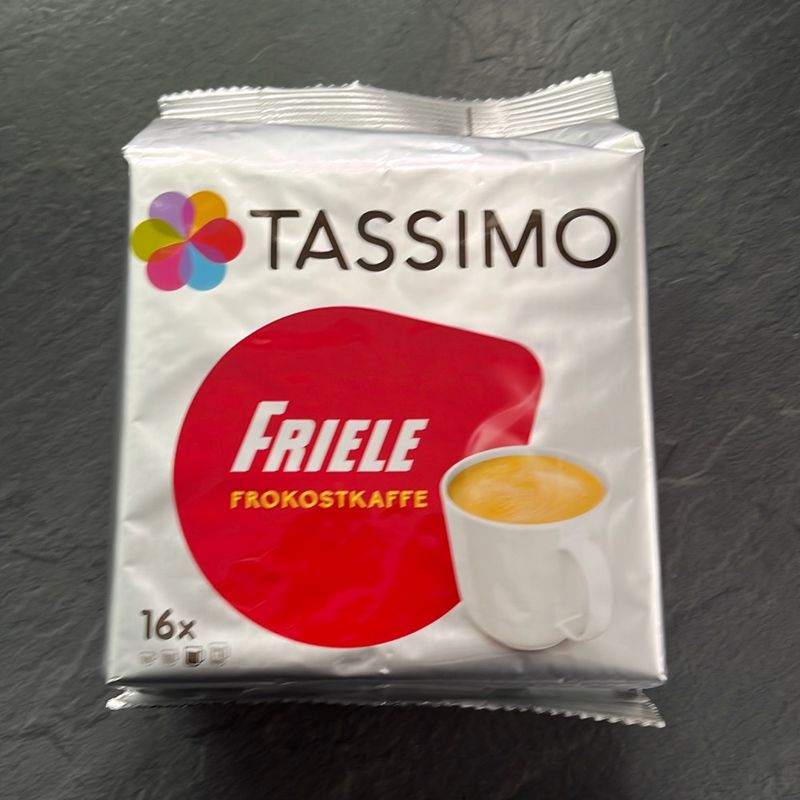 TASSIMO
FRIELE
FROKOSTKAFFE
16x